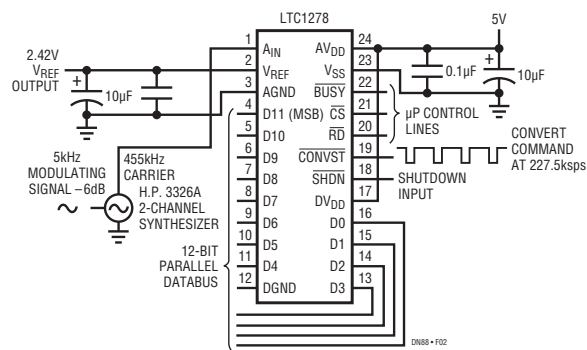 LTC1278
2.42V
VREF
OUTPUT
+
10µF
1 AIN
2 VREF
3 AGND
4 D11 (MSB)
5 D10
6 D9
7 D8
8 D7
9 D6
10 D5
11 D4
12 DGND
AVDD 24
VSS 23
BUSY 22
CS 21
RD 20
CONVST 19
SHDN 18
DVDD 17
D0 16
D1 15
D2 14
D3 13
5V
0.1µF
+
10µF
µP CONTROL
LINES
CONVERT
COMMAND
AT 227.5ksps
SHUTDOWN
INPUT
5kHz
MODULATING
SIGNAL –6dB
455kHz
CARRIER
H.P. 3326A
2-CHANNEL
SYNTHESIZER
12-BIT
PARALLEL
DATABUS
DN88 • F02